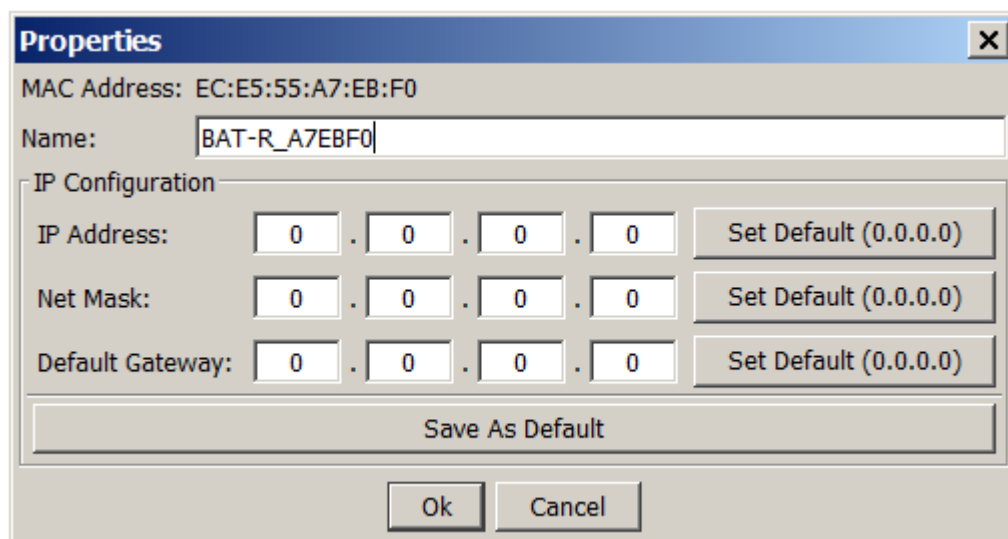 Properties
MAC Address: EC:E5:55:A7:EB:F0
Name: BAT-R_A7EBF0
IP Configuration
IP Address: 0 . 0 . 0 . 0 Set Default (0.0.0.0)
Net Mask: 0 . 0 . 0 . 0 Set Default (0.0.0.0)
Default Gateway: 0 . 0 . 0 . 0 Set Default (0.0.0.0)
Save As Default
Ok Cancel